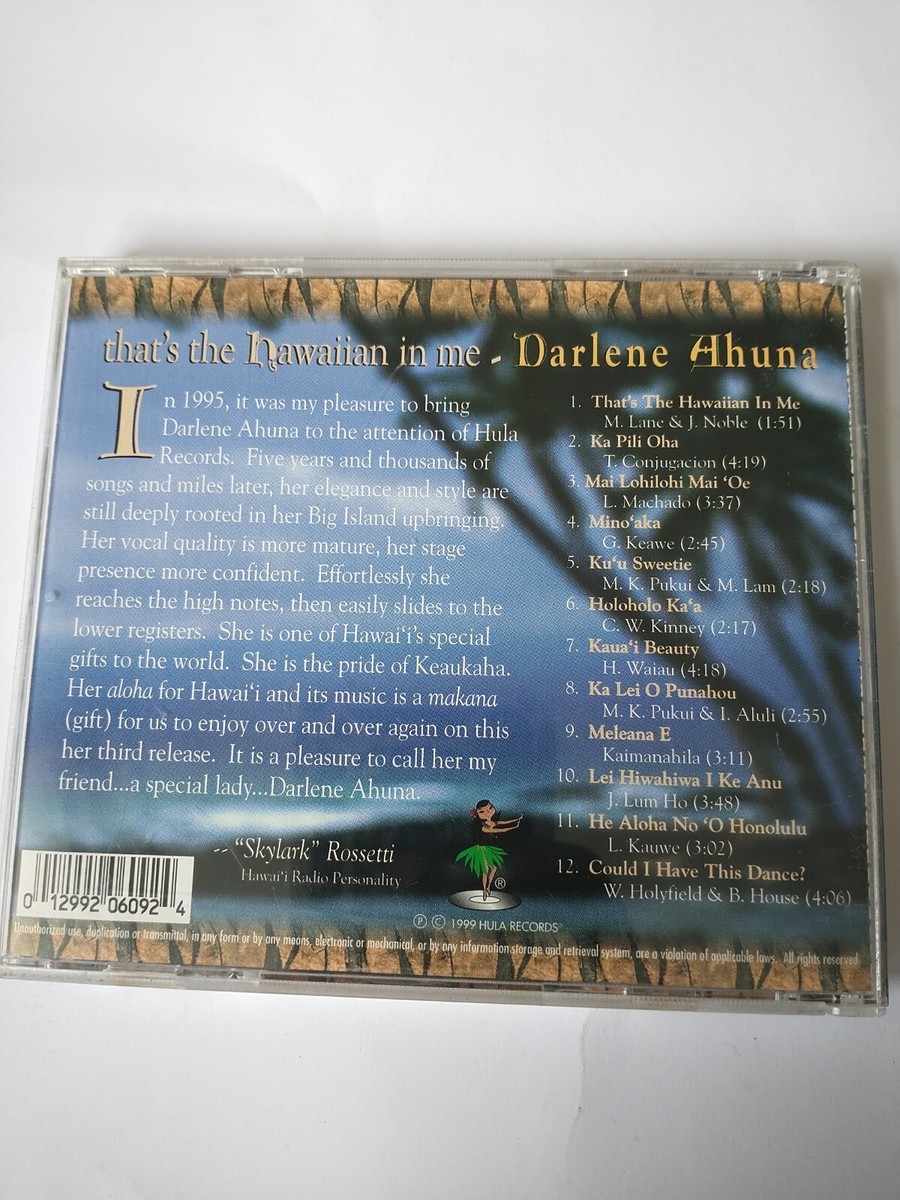 that's the Hawaiian in me - Darlene Ahuna
In 1995, it was my pleasure to bring
Darlene Ahuna to the attention of Hula
Records. Five years and thousands of
songs and miles later, her elegance and style are
still deeply rooted in her Big Island upbringing.
Her vocal quality is more mature, her stage
presence more confident. Effortlessly she
reaches the high notes, then easily slides to the
lower registers. She is one of Hawai‘i's special
gifts to the world. She is the pride of Keaukaha.
Her aloha for Hawai‘i and its music is a makana
(gift) for us to enjoy over and over again on this
her third release. It is a pleasure to call her my
friend...a special lady...Darlene Ahuna.
-- "Skylark" Rossetti
Hawai‘i Radio Personality
1. That's The Hawaiian In Me
M. Lane & J. Noble (1:51)
2. Ka Pili Oha
T. Conjugacion (4:19)
3. Mai Lohilohi Mai ‘Oe
L. Machado (3:37)
4. Mino‘aka
G. Keawe (2:45)
5. Ku‘u Sweetie
M. K. Pukui & M. Lam (2:18)
6. Holoholo Ka‘a
C. W. Kinney (2:17)
7. Kaua‘i Beauty
H. Waiau (4:18)
8. Ka Lei O Punahou
M. K. Pukui & I. Aluli (2:55)
9. Meleana E
Kaimanahila (3:11)
10. Lei Hiwahiwa I Ke Anu
J. Lum Ho (3:48)
11. He Aloha No ‘O Honolulu
L. Kauwe (3:02)
12. Could I Have This Dance?
W. Holyfield & B. House (4:06)
®
℗ © 1999 HULA RECORDS®
0 12992 06092 4
Unauthorized use, duplication or transmittal, in any form or by any means, electronic or mechanical, or by any information storage and retrieval system, are a violation of applicable laws. All rights reserved